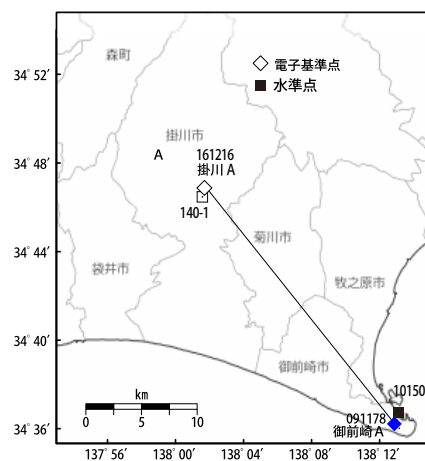 森町
34° 52'
電子基準点
水準点
掛川市
A
161216
掛川 A
34° 48'
140-1
菊川市
34° 44'
袋井市
牧之原市
34° 40'
御前崎市
km
0 5 10
10150
091178
御前崎 A
34° 36'
137° 56' 138° 00' 138° 04' 138° 08' 138° 12'